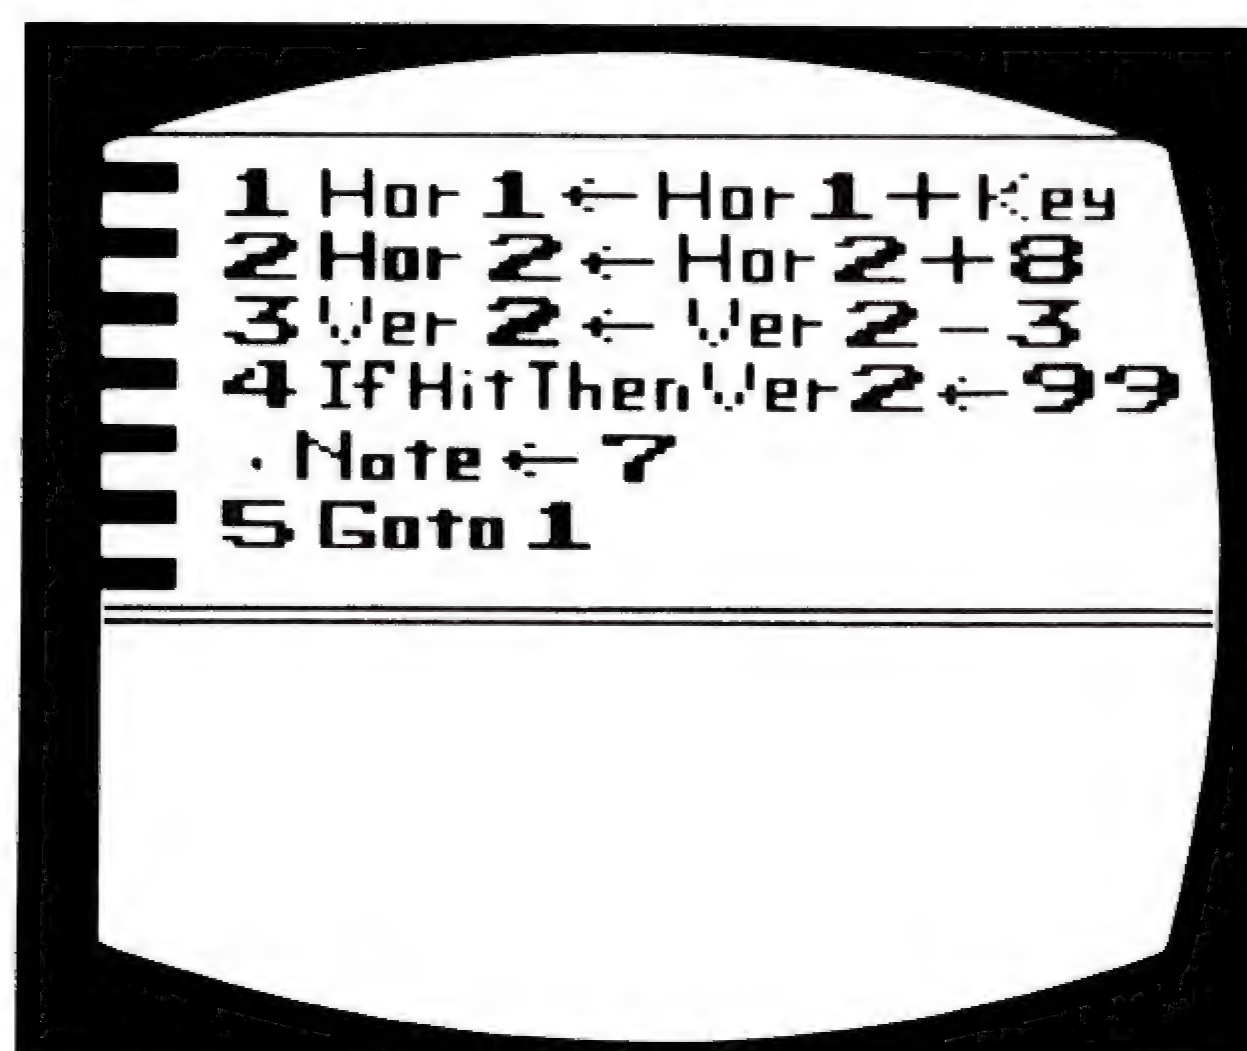 1 Hor 1 ← Hor 1 + Key
2 Hor 2 ← Hor 2 + 8
3 Ver 2 ← Ver 2 - 3
4 If Hit Then Ver 2 ← 99
. Note ← 7
5 Goto 1